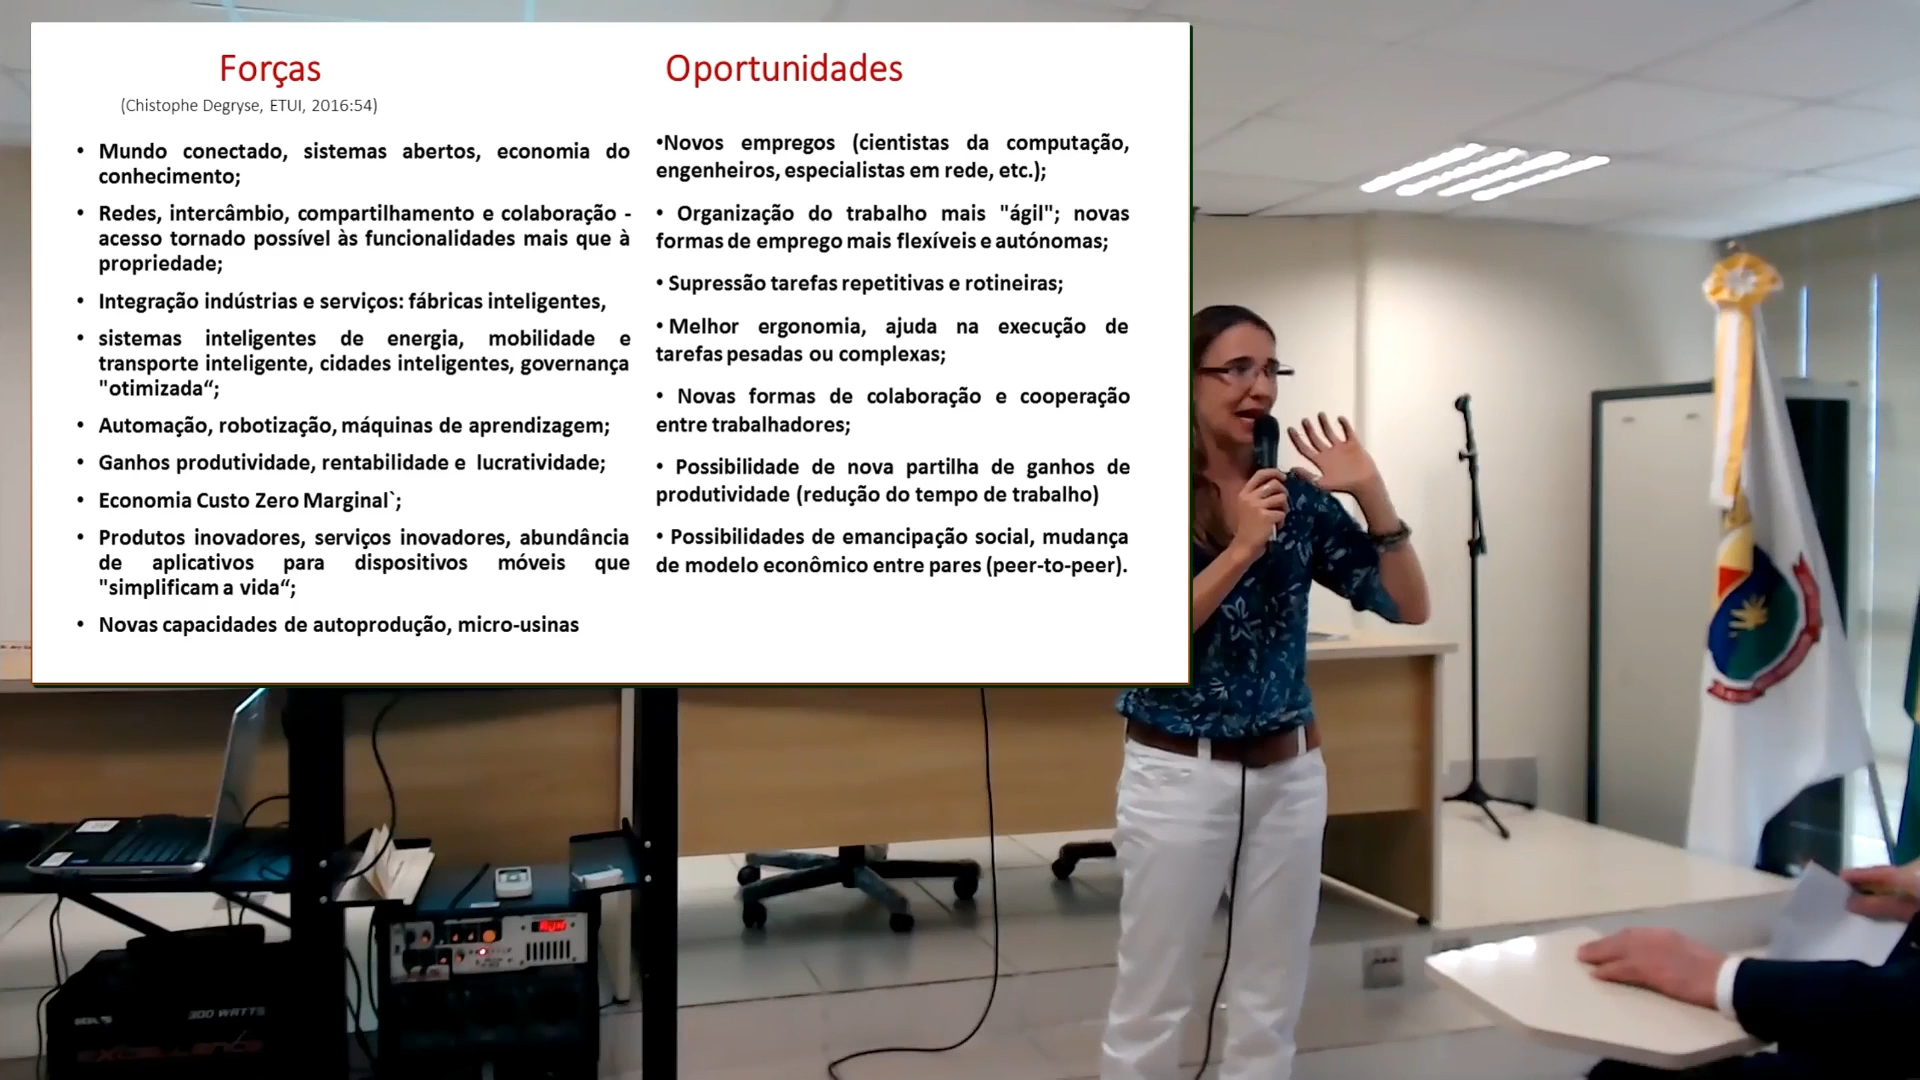 Forças
(Chistophe Degryse, ETUI, 2016:54)
• Mundo conectado, sistemas abertos, economia do
conhecimento;
• Redes, intercâmbio, compartilhamento e colaboração -
acesso tornado possível às funcionalidades mais que à
propriedade;
• Integração indústrias e serviços: fábricas inteligentes,
• sistemas inteligentes de energia, mobilidade e
transporte inteligente, cidades inteligentes, governança
"otimizada“;
• Automação, robotização, máquinas de aprendizagem;
• Ganhos produtividade, rentabilidade e lucratividade;
• Economia Custo Zero Marginal`;
• Produtos inovadores, serviços inovadores, abundância
de aplicativos para dispositivos móveis que
"simplificam a vida“;
• Novas capacidades de autoprodução, micro-usinas
Oportunidades
•Novos empregos (cientistas da computação,
engenheiros, especialistas em rede, etc.);
• Organização do trabalho mais "ágil"; novas
formas de emprego mais flexíveis e autónomas;
• Supressão tarefas repetitivas e rotineiras;
• Melhor ergonomia, ajuda na execução de
tarefas pesadas ou complexas;
• Novas formas de colaboração e cooperação
entre trabalhadores;
• Possibilidade de nova partilha de ganhos de
produtividade (redução do tempo de trabalho)
• Possibilidades de emancipação social, mudança
de modelo econômico entre pares (peer-to-peer).
300 WATTS
EXCELLENCE